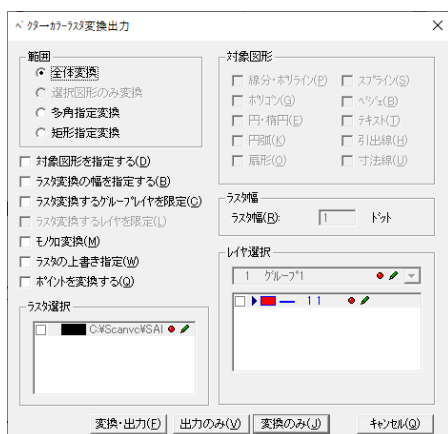 ﾍﾞｸﾀｰ→ｶﾗｰﾗｽﾀ変換出力
範囲
全体変換
選択図形のみ変換
多角指定変換
矩形指定変換
対象図形を指定する(D)
ﾗｽﾀ変換の幅を指定する(B)
ﾗｽﾀ変換するｸﾞﾙｰﾌﾟﾚｲﾔを限定(C)
ﾗｽﾀ変換するﾚｲﾔを限定(L)
ﾓﾉｸﾛ変換(M)
ﾗｽﾀの上書き指定(W)
ﾎﾟｲﾝﾄを変換する(Q)
ﾗｽﾀ選択
C:¥Scanvc¥SAI
対象図形
線分・ﾎﾟﾘﾗｲﾝ(P)
ｽﾌﾟﾗｲﾝ(S)
ﾎﾟﾘｺﾞﾝ(G)
ﾍﾞｼﾞｪ(B)
円・楕円(E)
ﾃｷｽﾄ(T)
円弧(K)
引出線(H)
扇形(O)
寸法線(U)
ﾗｽﾀ幅
ﾗｽﾀ幅(R): 1 ﾄﾞｯﾄ
ﾚｲﾔ選択
1 ｸﾞﾙｰﾌﾟ1
1 1
変換・出力(F) 出力のみ(V) 変換のみ(J) ｷｬﾝｾﾙ(Q)